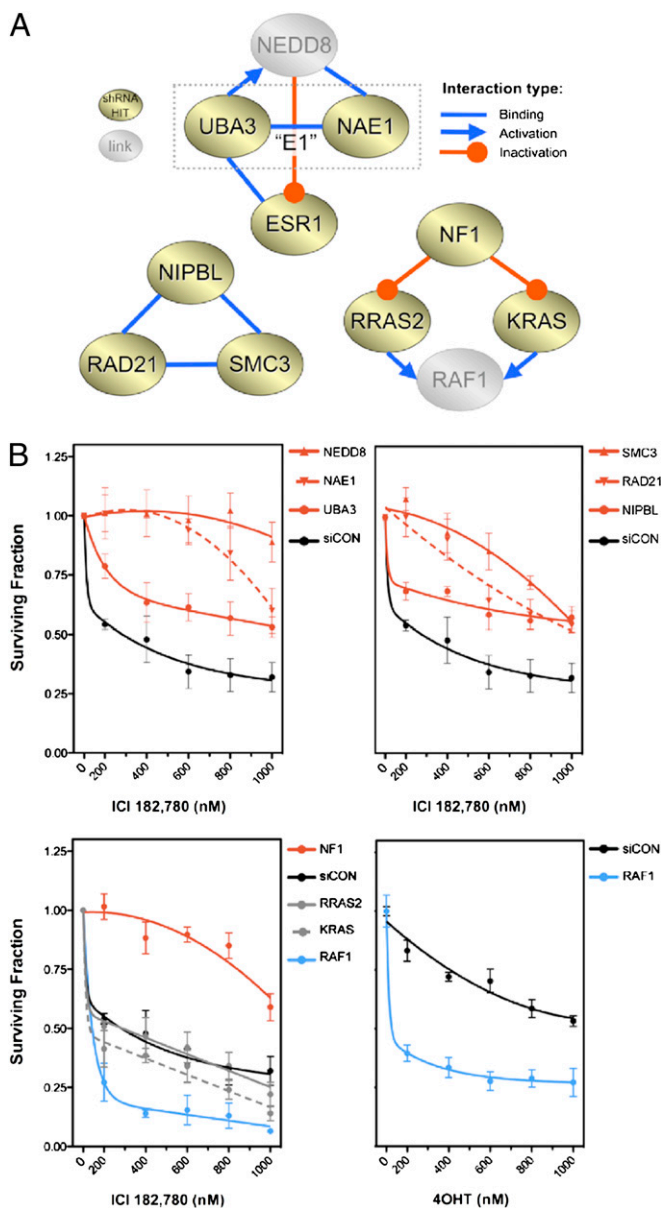 A
NEDD8
shRNA
HIT
link
UBA3
NAE1
"E1"
ESR1
Interaction type:
Binding
Activation
Inactivation
NIPBL
RAD21
SMC3
NF1
RRAS2
KRAS
RAF1
B
Surviving Fraction
1.25
1.00
0.75
0.50
0.25
0.00
0
200
400
600
800
1000
ICI 182,780 (nM)
NEDD8
NAE1
UBA3
siCON
0
200
400
600
800
1000
ICI 182,780 (nM)
SMC3
RAD21
NIPBL
siCON
Surviving Fraction
1.25
1.00
0.75
0.50
0.25
0.00
0
200
400
600
800
1000
ICI 182,780 (nM)
NF1
siCON
RRAS2
KRAS
RAF1
0
200
400
600
800
1000
4OHT (nM)
siCON
RAF1